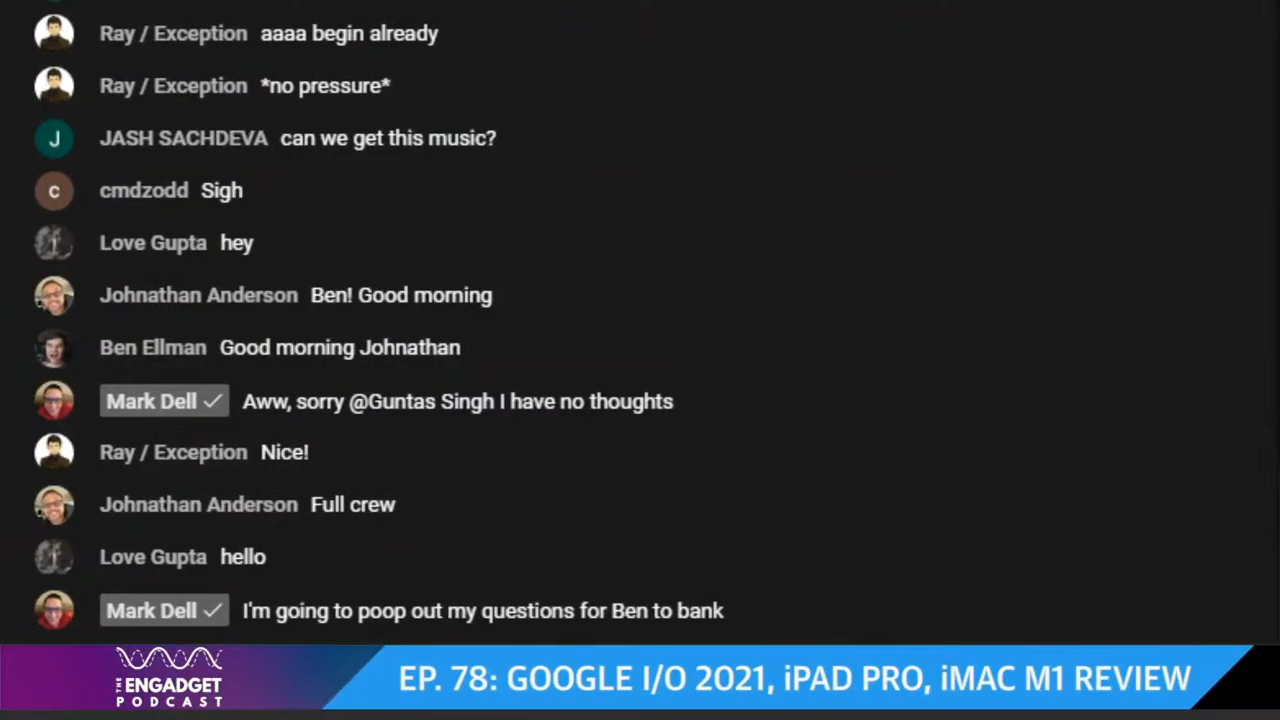 Ray / Exception aaaa begin already
Ray / Exception *no pressure*
J JASH SACHDEVA can we get this music?
c cmdzodd Sigh
Love Gupta hey
Johnathan Anderson Ben! Good morning
Ben Ellman Good morning Johnathan
Mark Dell ✓ Aww, sorry @Guntas Singh I have no thoughts
Ray / Exception Nice!
Johnathan Anderson Full crew
Love Gupta hello
Mark Dell ✓ I'm going to poop out my questions for Ben to bank
THE ENGADGET
PODCAST
EP. 78: GOOGLE I/O 2021, iPAD PRO, iMAC M1 REVIEW